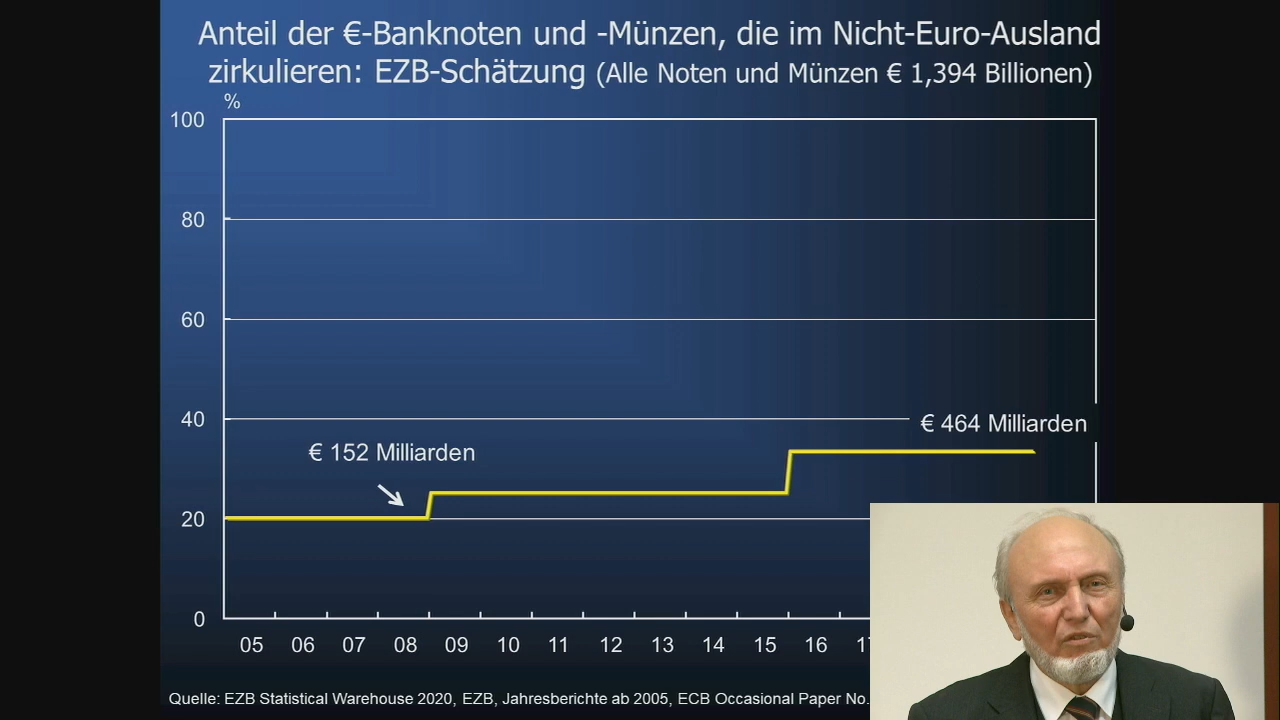 Anteil der €-Banknoten und -Münzen, die im Nicht-Euro-Ausland
zirkulieren: EZB-Schätzung (Alle Noten und Münzen € 1,394 Billionen)
%
100
80
60
40
€ 464 Milliarden
€ 152 Milliarden
20
0
05 06 07 08 09 10 11 12 13 14 15 16
Quelle: EZB Statistical Warehouse 2020, EZB, Jahresberichte ab 2005, ECB Occasional Paper No.